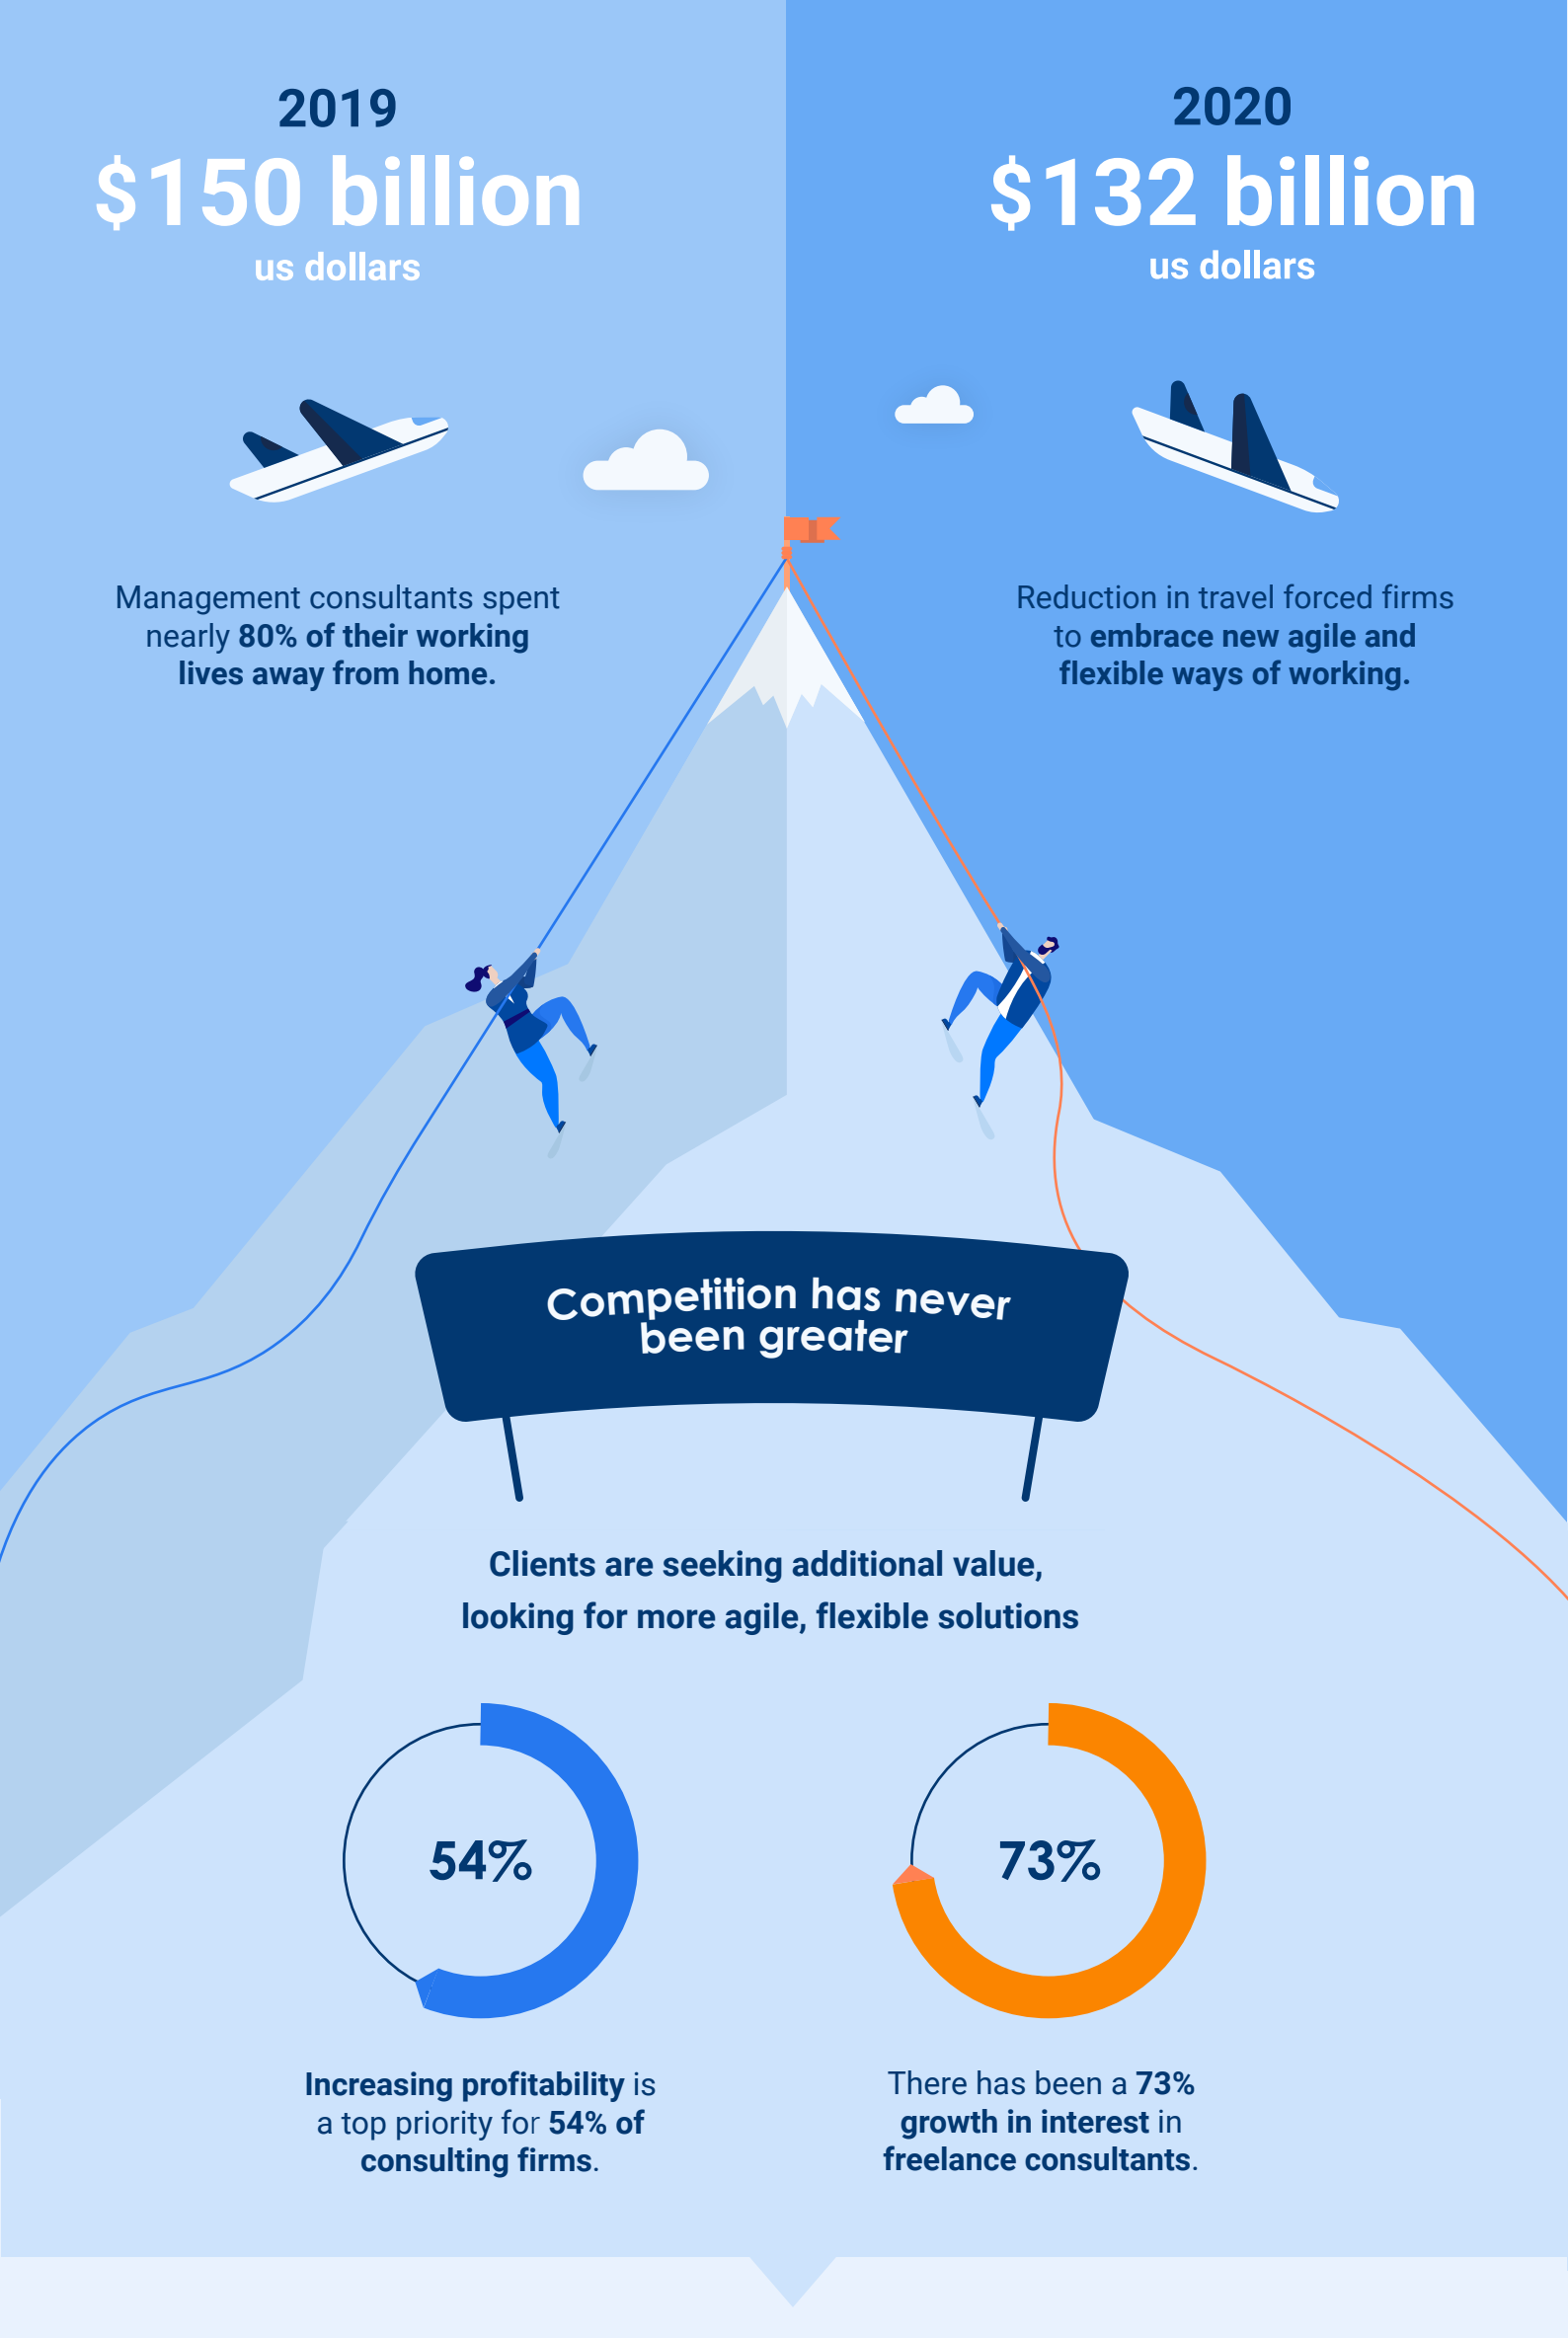 2019
$150 billion
us dollars
2020
$132 billion
us dollars
Management consultants spent
nearly 80% of their working
lives away from home.
Reduction in travel forced firms
to embrace new agile and
flexible ways of working.
Competition has never
been greater
Clients are seeking additional value,
looking for more agile, flexible solutions
54%
73%
Increasing profitability is
a top priority for 54% of
consulting firms.
There has been a 73%
growth in interest in
freelance consultants.